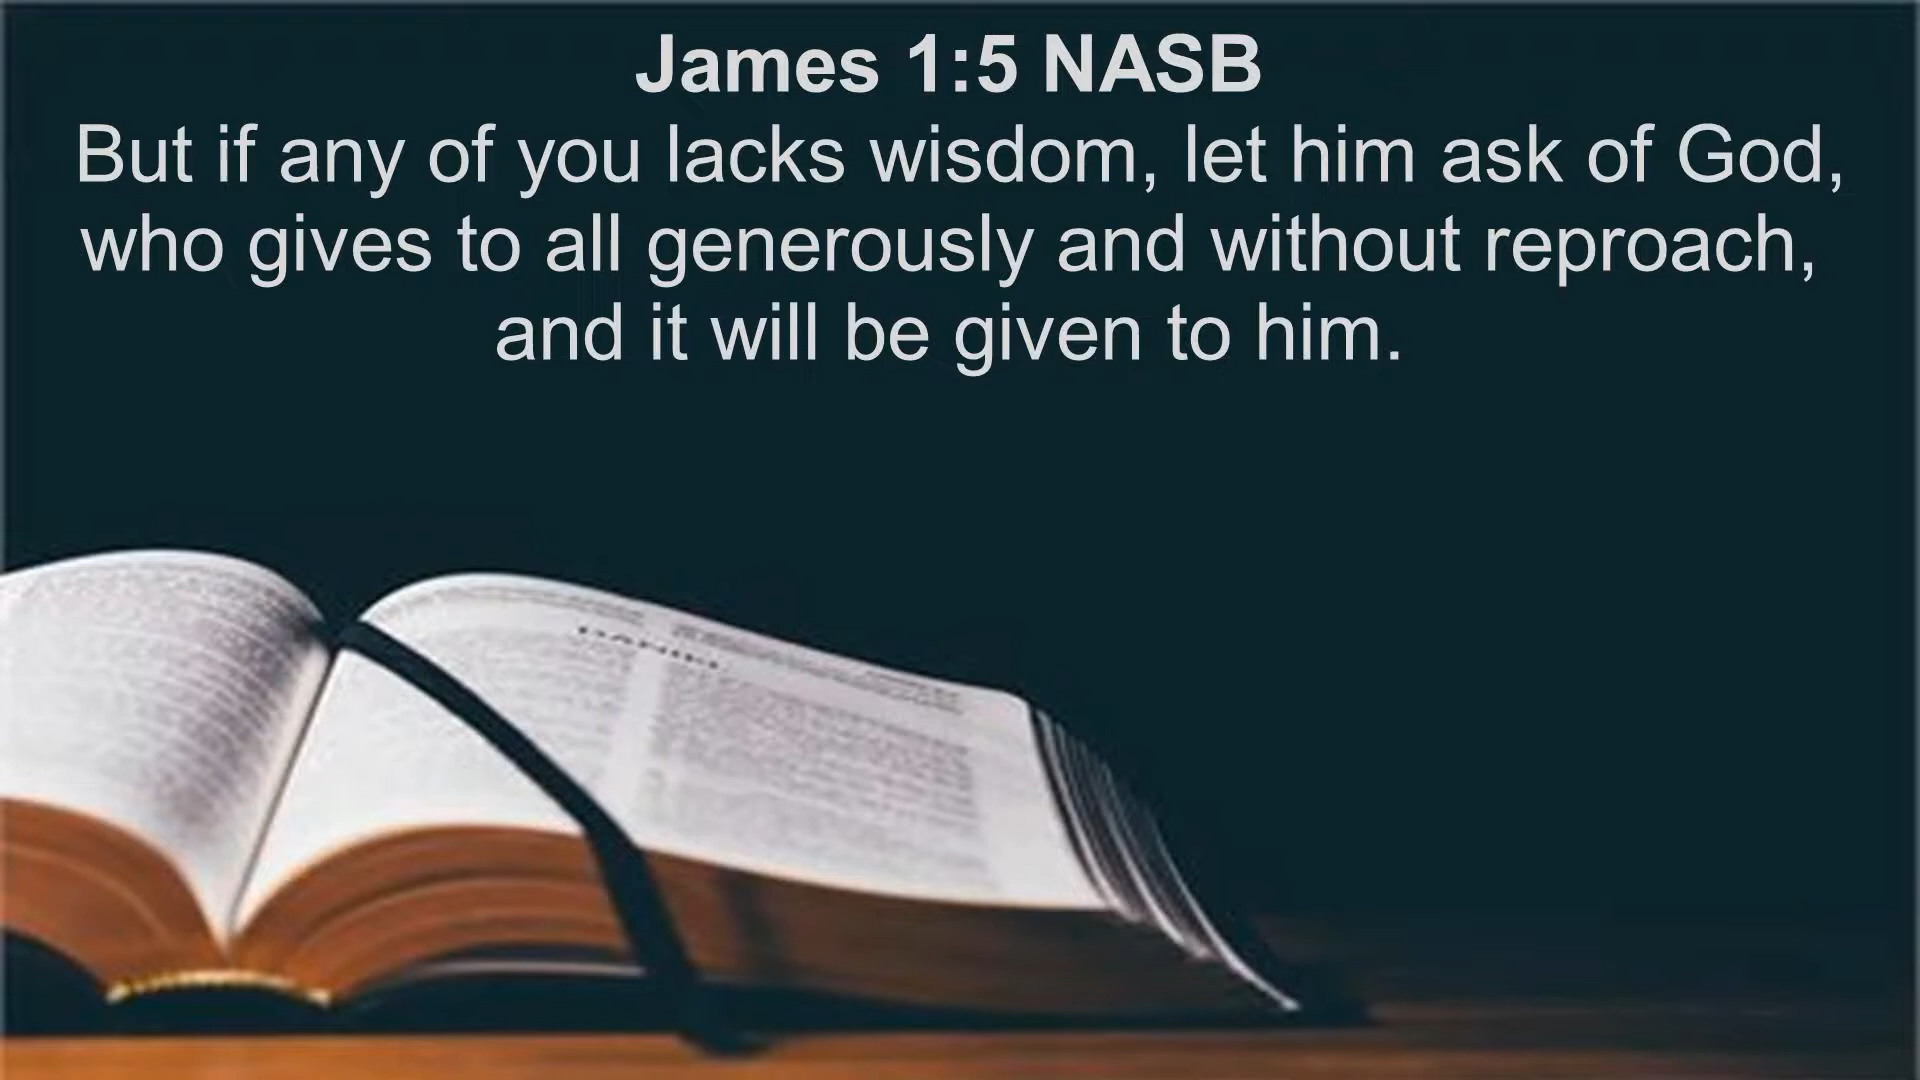 James 1:5 NASB
But if any of you lacks wisdom, let him ask of God,
who gives to all generously and without reproach,
and it will be given to him.